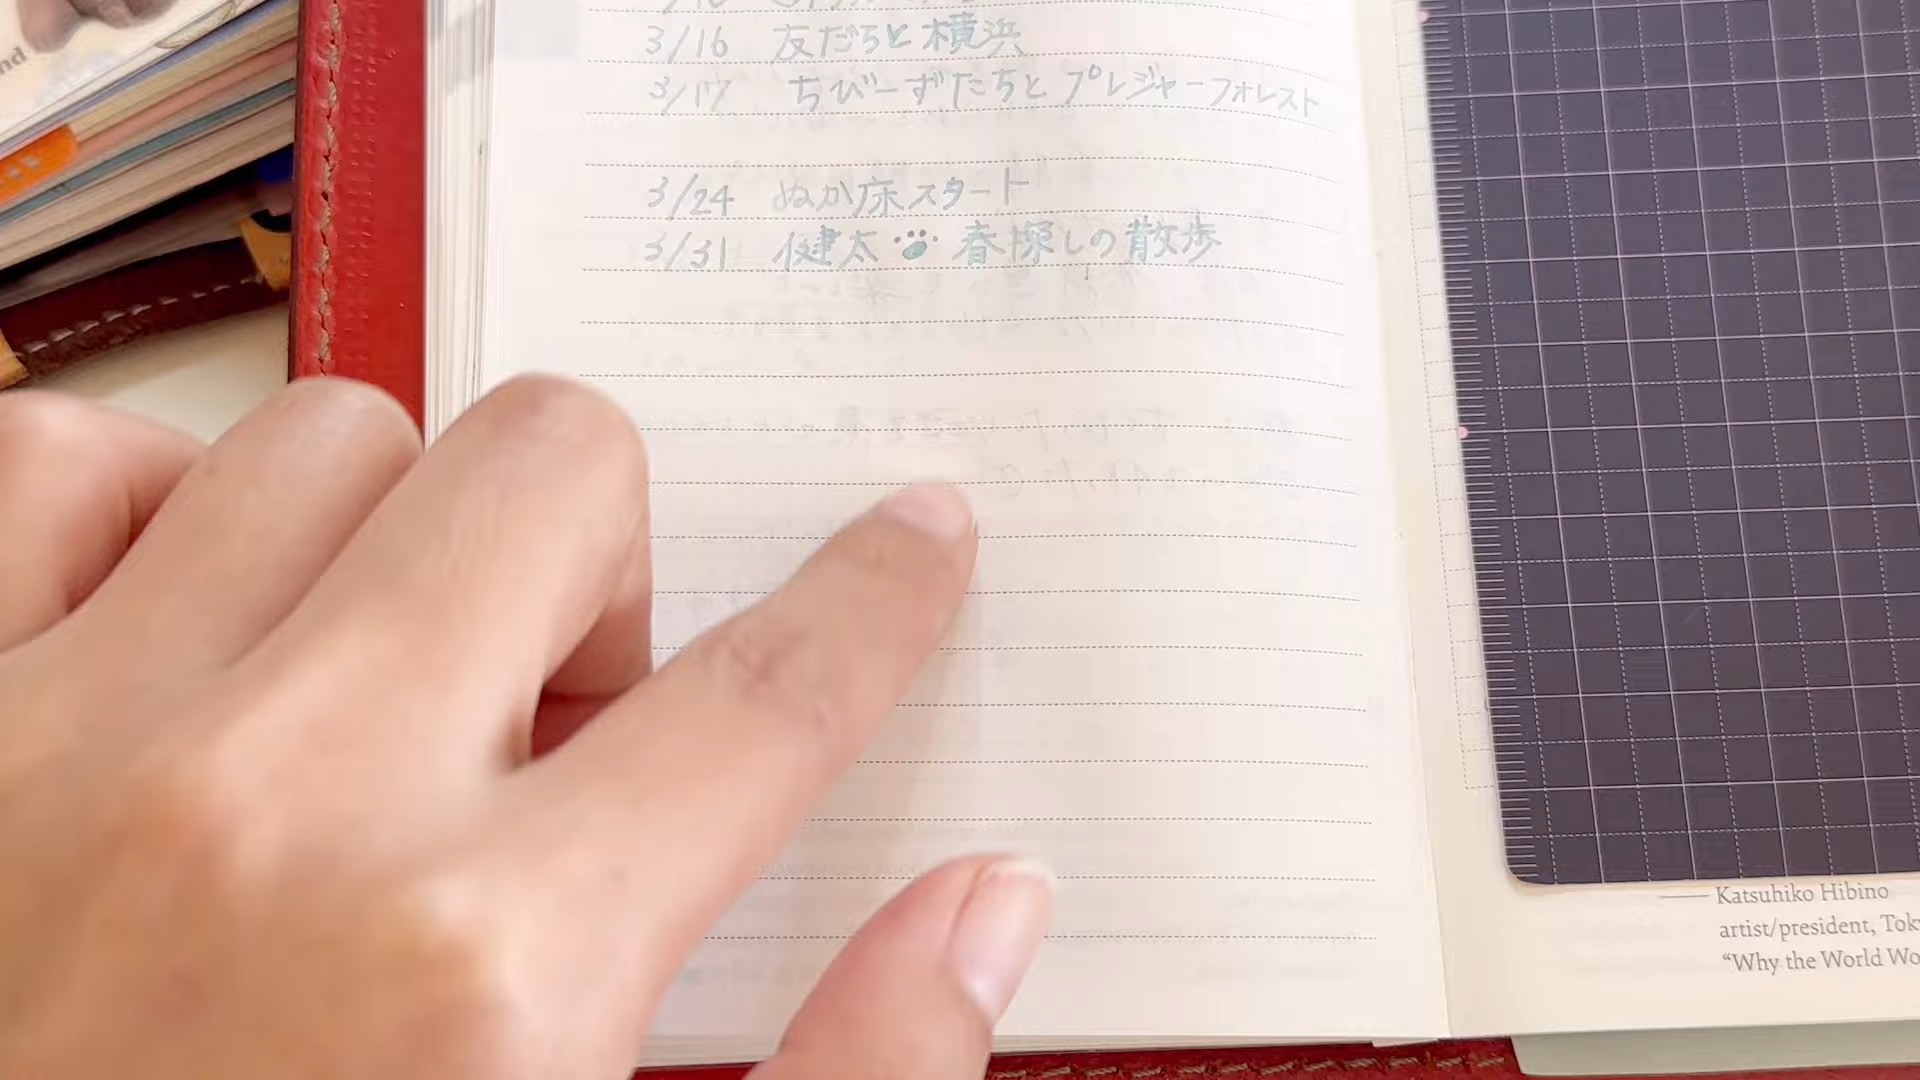 3/16 友だちと横浜
3/17 ちびーずたちと プレジャーフォレスト
3/24 ぬか床スタート
3/31 健太🐾春探しの散歩
nd
Katsuhiko Hibino
artist/president, Tok
“Why the World Wo